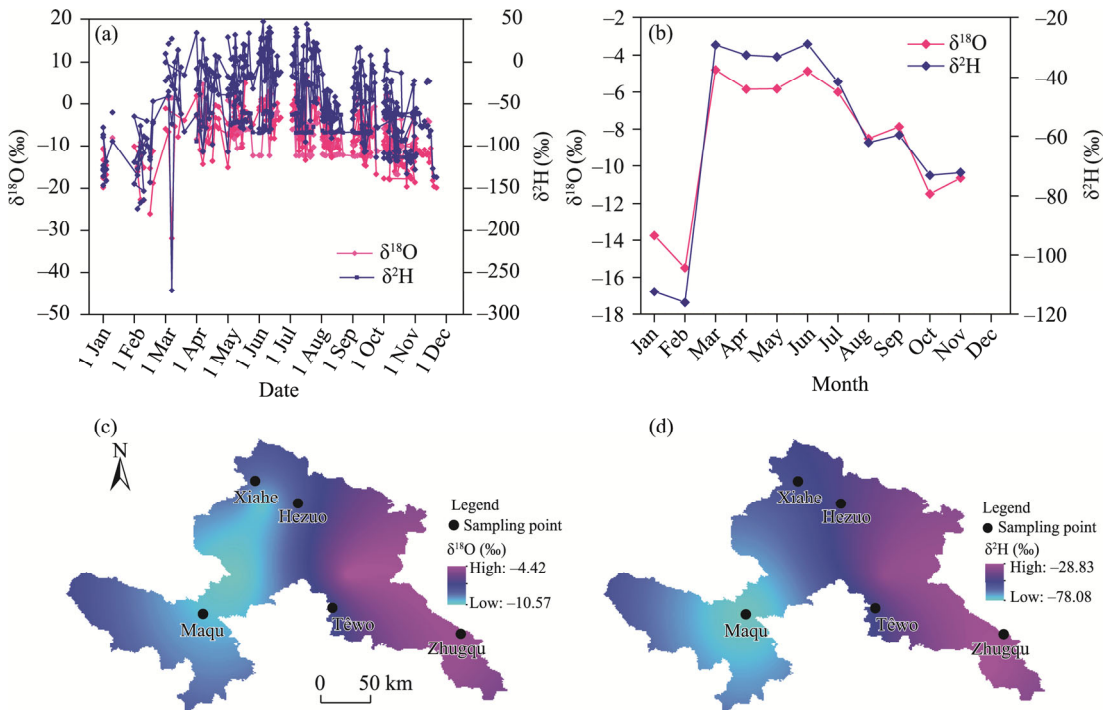 (a)
20
10
0
−10
−20
−30
−40
−50
δ¹⁸O (‰)
50
0
−50
−100
−150
−200
−250
−300
δ²H (‰)
δ¹⁸O
δ²H
1 Jan
1 Feb
1 Mar
1 Apr
1 May
1 Jun
1 Jul
1 Aug
1 Sep
1 Oct
1 Nov
1 Dec
Date
(b)
−2
−4
−6
−8
−10
−12
−14
−16
−18
δ¹⁸O (‰)
−20
−40
−60
−80
−100
−120
δ²H (‰)
δ¹⁸O
δ²H
Jan
Feb
Mar
Apr
May
Jun
Jul
Aug
Sep
Oct
Nov
Dec
Month
(c)
N
Xiahe
Hezuo
Maqu
Têwo
Zhugqu
Legend
Sampling point
δ¹⁸O (‰)
High: −4.42
Low: −10.57
0 50 km
(d)
Xiahe
Hezuo
Maqu
Têwo
Zhugqu
Legend
Sampling point
δ²H (‰)
High: −28.83
Low: −78.08